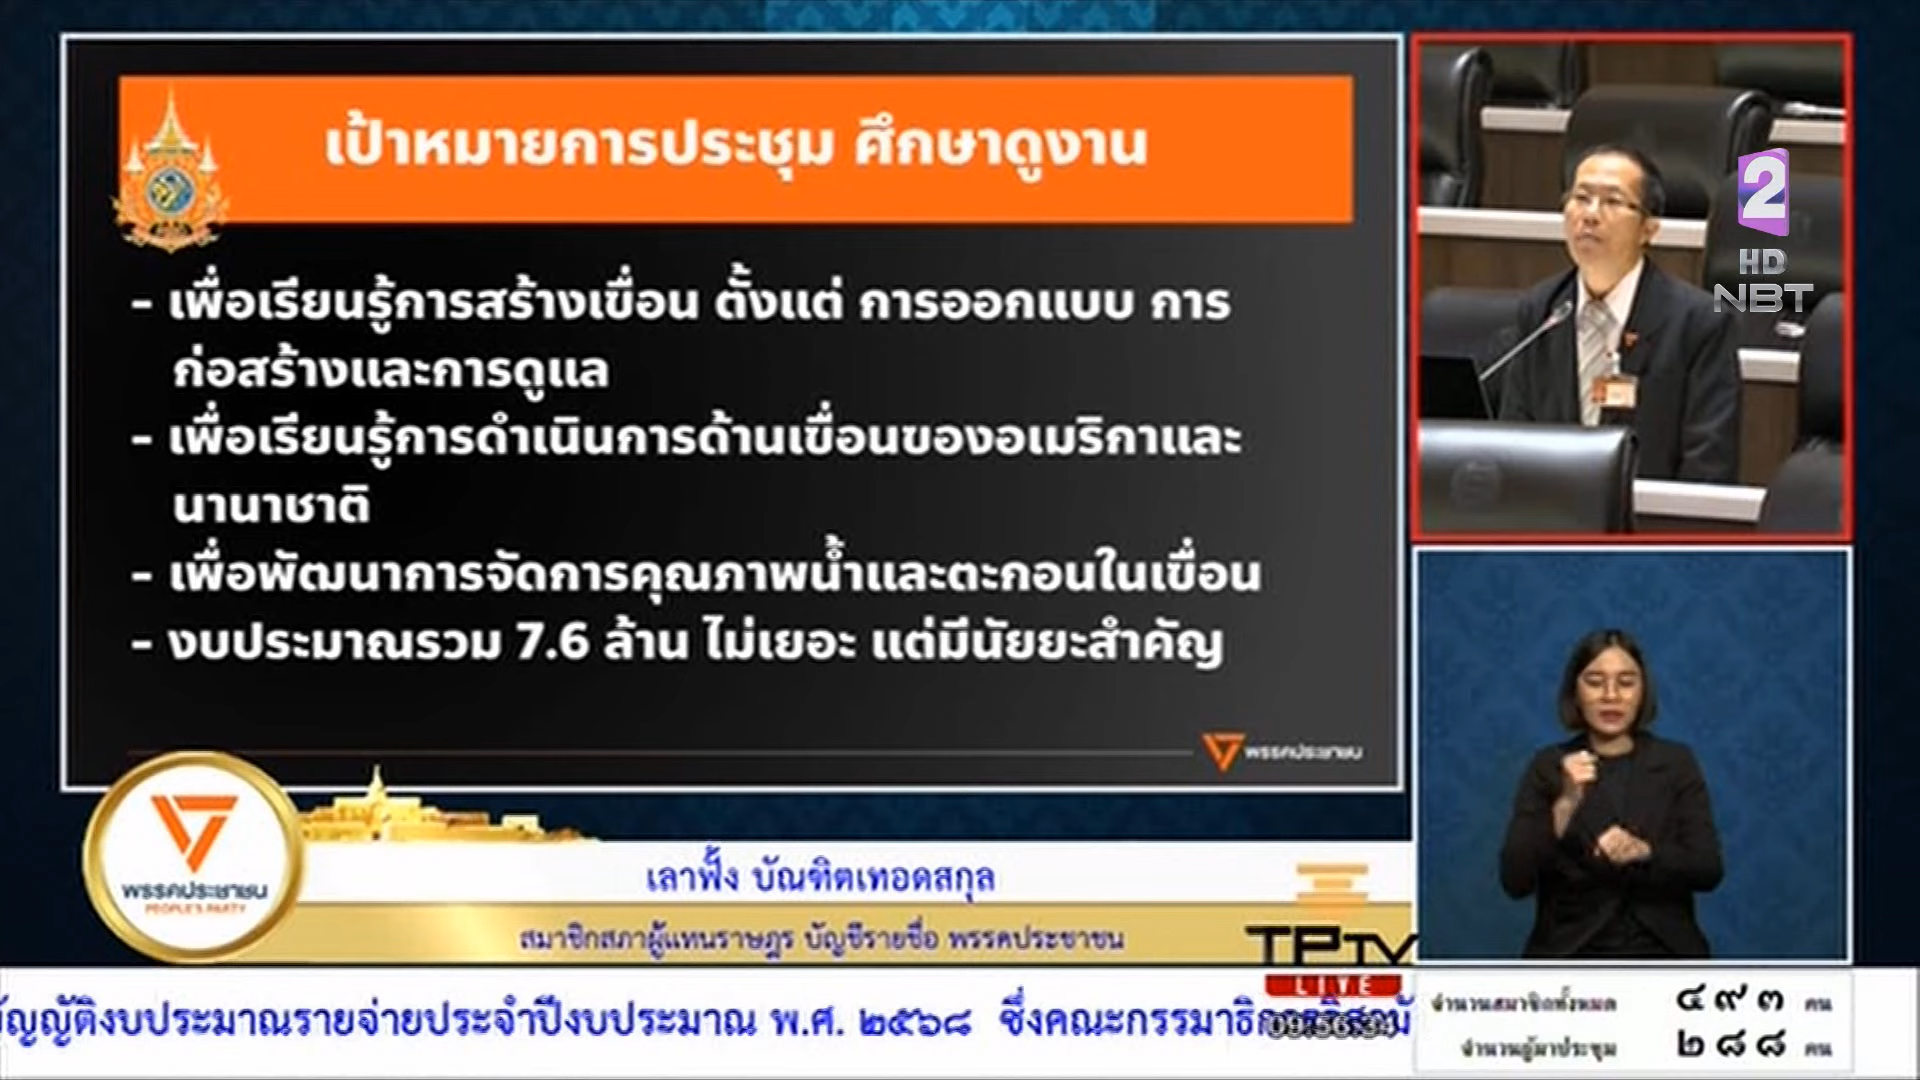 เป้าหมายการประชุม ศึกษาดูงาน
- เพื่อเรียนรู้การสร้างเขื่อน ตั้งแต่ การออกแบบ การ
ก่อสร้างและการดูแล
- เพื่อเรียนรู้การดำเนินการด้านเขื่อนของอเมริกาและ
นานาชาติ
- เพื่อพัฒนาการจัดการคุณภาพน้ำและตะกอนในเขื่อน
- งบประมาณรวม 7.6 ล้าน ไม่เยอะ แต่มีนัยยะสำคัญ
พรรคประชาชน
2
HD
NBT
พรรคประชาชน
PEOPLE'S PARTY
เลาฟั้ง บัณฑิตเทอดสกุล
สมาชิกสภาผู้แทนราษฎร บัญชีรายชื่อ พรรคประชาชน
TPTV
LIVE
บัญญัติงบประมาณรายจ่ายประจำปีงบประมาณ พ.ศ. ๒๕๖๘ ซึ่งคณะกรรมาธิ
จำนวนสมาชิกทั้งหมด ๔๙๓ คน
จำนวนผู้มาประชุม ๒๘๘ คน